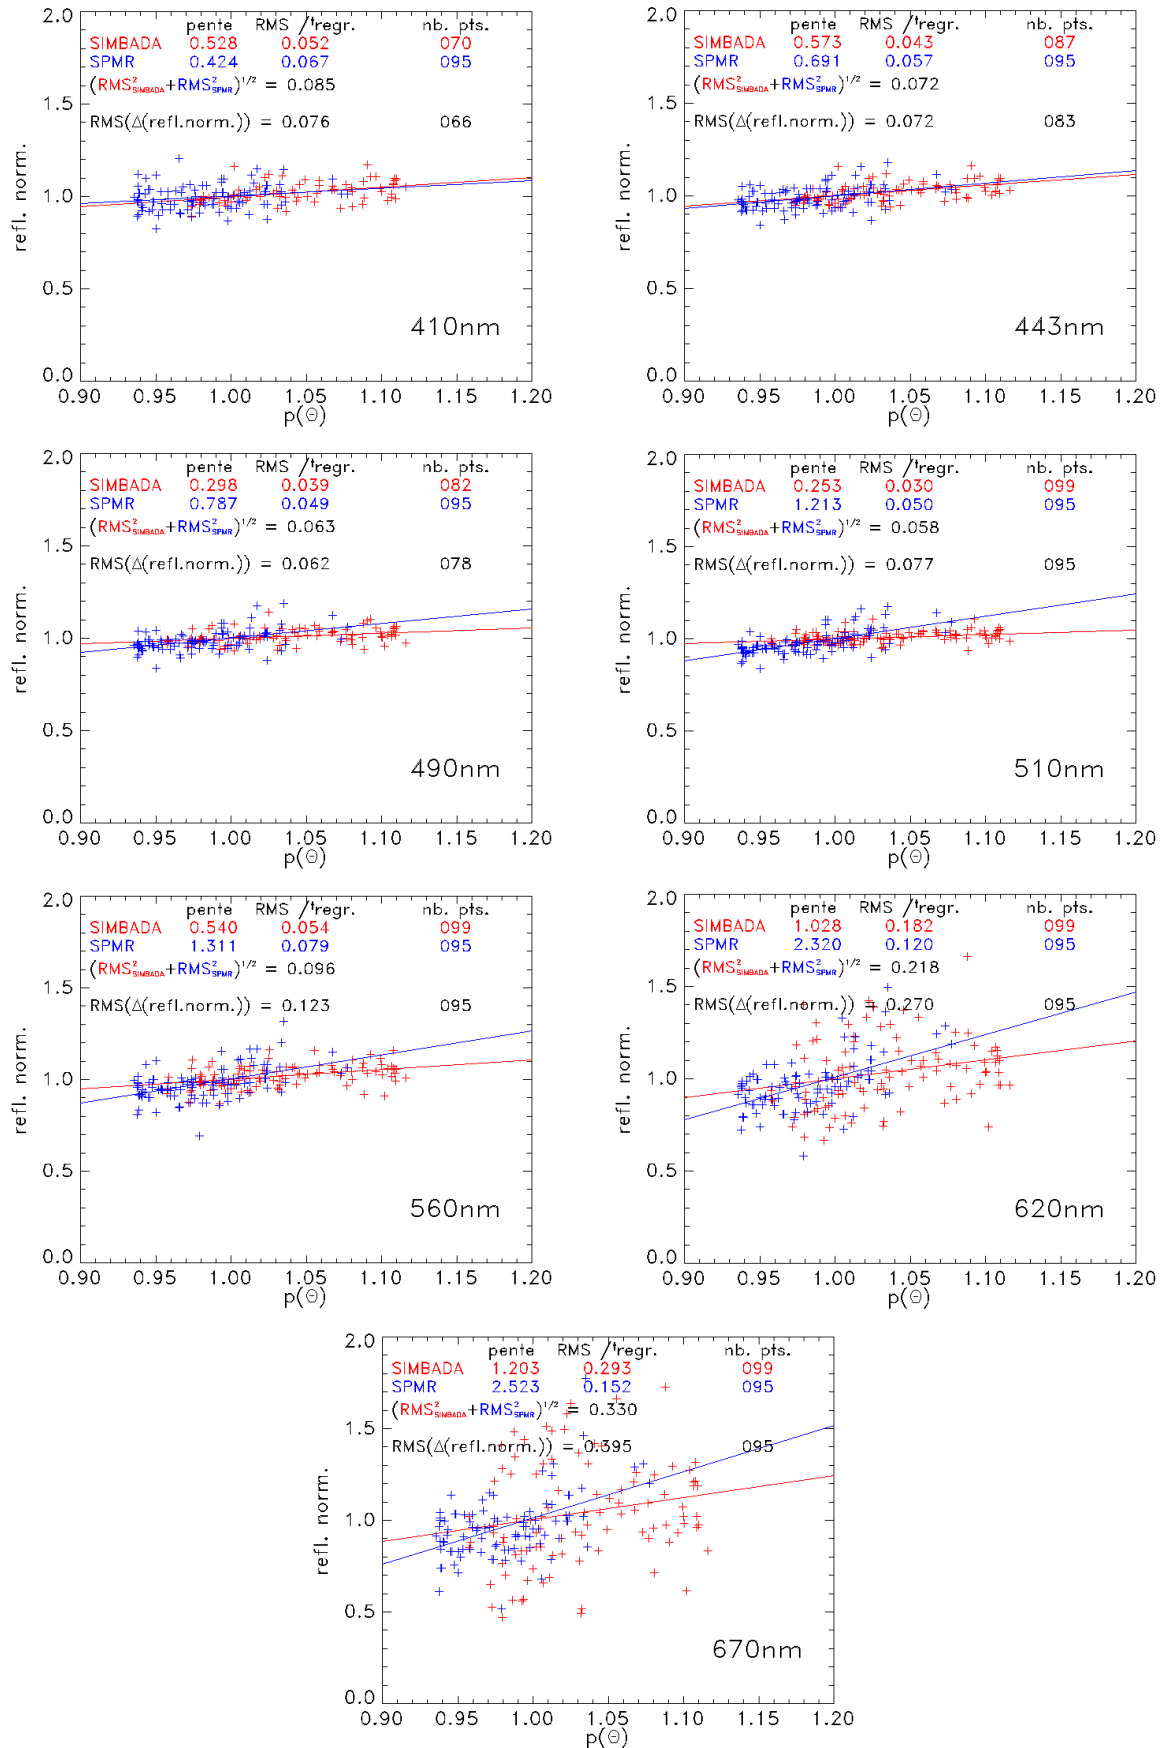 pente RMS /regr. nb. pts.
SIMBADA 0.528 0.052 070
SPMR 0.424 0.067 095
(RMS²SIMBADA+RMS²SPMR)^1/2 = 0.085
RMS(Δ(refl.norm.)) = 0.076 066
410nm
refl. norm.
2.0
1.5
1.0
0.5
0.0
0.90 0.95 1.00 1.05 1.10 1.15 1.20
p(Θ)
pente RMS /regr. nb. pts.
SIMBADA 0.573 0.043 087
SPMR 0.691 0.057 095
(RMS²SIMBADA+RMS²SPMR)^1/2 = 0.072
RMS(Δ(refl.norm.)) = 0.072 083
443nm
refl. norm.
2.0
1.5
1.0
0.5
0.0
0.90 0.95 1.00 1.05 1.10 1.15 1.20
p(Θ)
pente RMS /regr. nb. pts.
SIMBADA 0.298 0.039 082
SPMR 0.787 0.049 095
(RMS²SIMBADA+RMS²SPMR)^1/2 = 0.063
RMS(Δ(refl.norm.)) = 0.062 078
490nm
refl. norm.
2.0
1.5
1.0
0.5
0.0
0.90 0.95 1.00 1.05 1.10 1.15 1.20
p(Θ)
pente RMS /regr. nb. pts.
SIMBADA 0.253 0.030 099
SPMR 1.213 0.050 095
(RMS²SIMBADA+RMS²SPMR)^1/2 = 0.058
RMS(Δ(refl.norm.)) = 0.077 095
510nm
refl. norm.
2.0
1.5
1.0
0.5
0.0
0.90 0.95 1.00 1.05 1.10 1.15 1.20
p(Θ)
pente RMS /regr. nb. pts.
SIMBADA 0.540 0.054 099
SPMR 1.311 0.079 095
(RMS²SIMBADA+RMS²SPMR)^1/2 = 0.096
RMS(Δ(refl.norm.)) = 0.123 095
560nm
refl. norm.
2.0
1.5
1.0
0.5
0.0
0.90 0.95 1.00 1.05 1.10 1.15 1.20
p(Θ)
pente RMS /regr. nb. pts.
SIMBADA 1.028 0.182 099
SPMR 2.320 0.120 095
(RMS²SIMBADA+RMS²SPMR)^1/2 = 0.218
RMS(Δ(refl.norm.)) = 0.270 095
620nm
refl. norm.
2.0
1.5
1.0
0.5
0.0
0.90 0.95 1.00 1.05 1.10 1.15 1.20
p(Θ)
pente RMS /regr. nb. pts.
SIMBADA 1.203 0.293 099
SPMR 2.523 0.152 095
(RMS²SIMBADA+RMS²SPMR)^1/2 = 0.330
RMS(Δ(refl.norm.)) = 0.395 095
670nm
refl. norm.
2.0
1.5
1.0
0.5
0.0
0.90 0.95 1.00 1.05 1.10 1.15 1.20
p(Θ)